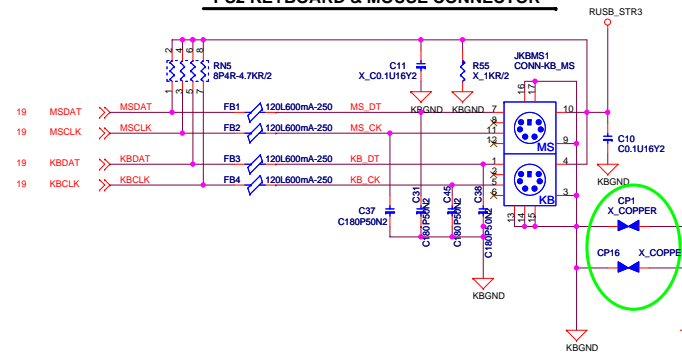 PS2 KEYBOARD & MOUSE CONNECTOR
RUSB_STR3
2 4 6 8
RN5
8P4R-4.7KR/2
1 3 5 7
C11
X_C0.1U16Y2
R55
X_1KR/2
JKBMS1
CONN-KB_MS
16 17
KBGND
KBGND
19 MSDAT MSDAT FB1 120L600mA-250 MS_DT 7 10
8
19 MSCLK MSCLK FB2 120L600mA-250 MS_CK 11
12 MS 9
C10
C0.1U16Y2
19 KBDAT KBDAT FB3 120L600mA-250 KB_DT 1 4
2
19 KBCLK KBCLK FB4 120L600mA-250 KB_CK 5
6 KB 3
KBGND
C37
C180P50N2
C31
C180P50N2
C45
C180P50N2
C38
C180P50N2
13 14 15
CP1
X_COPPER
CP16 X_COPPE
KBGND
KBGND